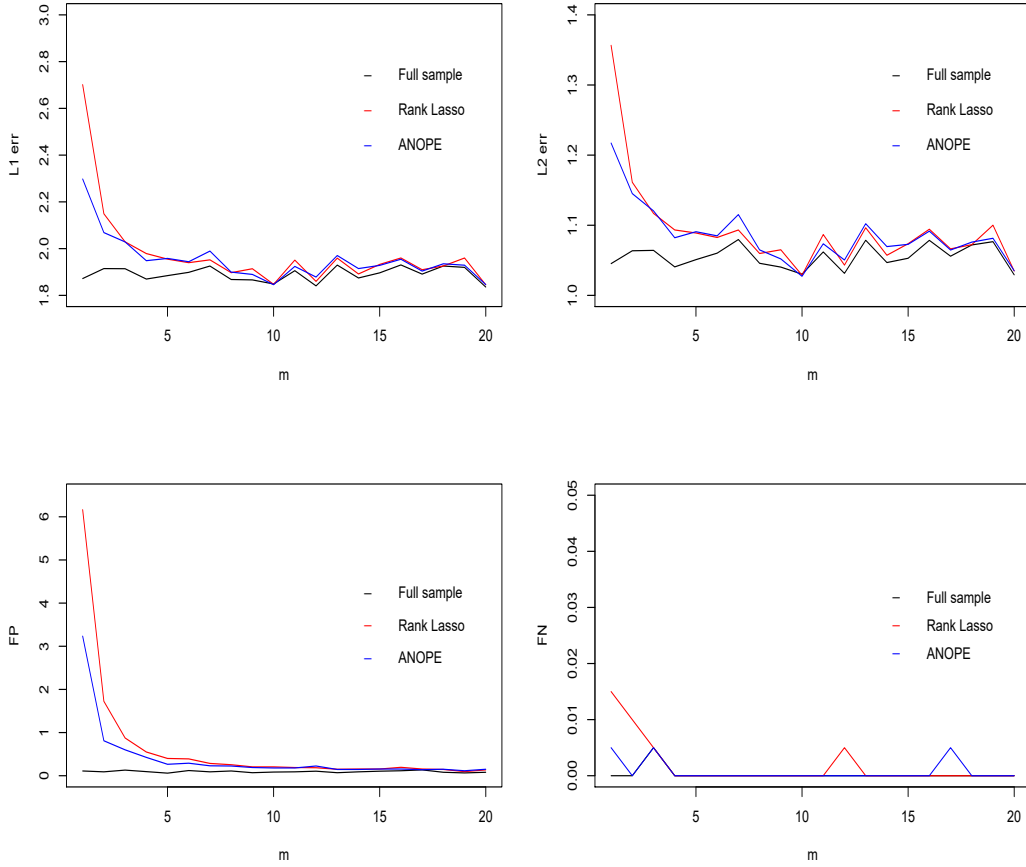 L1 err
3.0
2.8
2.6
2.4
2.2
2.0
1.8
Full sample
Rank Lasso
ANOPE
5 10 15 20
m
L2 err
1.4
1.3
1.2
1.1
1.0
Full sample
Rank Lasso
ANOPE
5 10 15 20
m
FP
6
5
4
3
2
1
0
Full sample
Rank Lasso
ANOPE
5 10 15 20
m
FN
0.05
0.04
0.03
0.02
0.01
0.00
Full sample
Rank Lasso
ANOPE
5 10 15 20
m